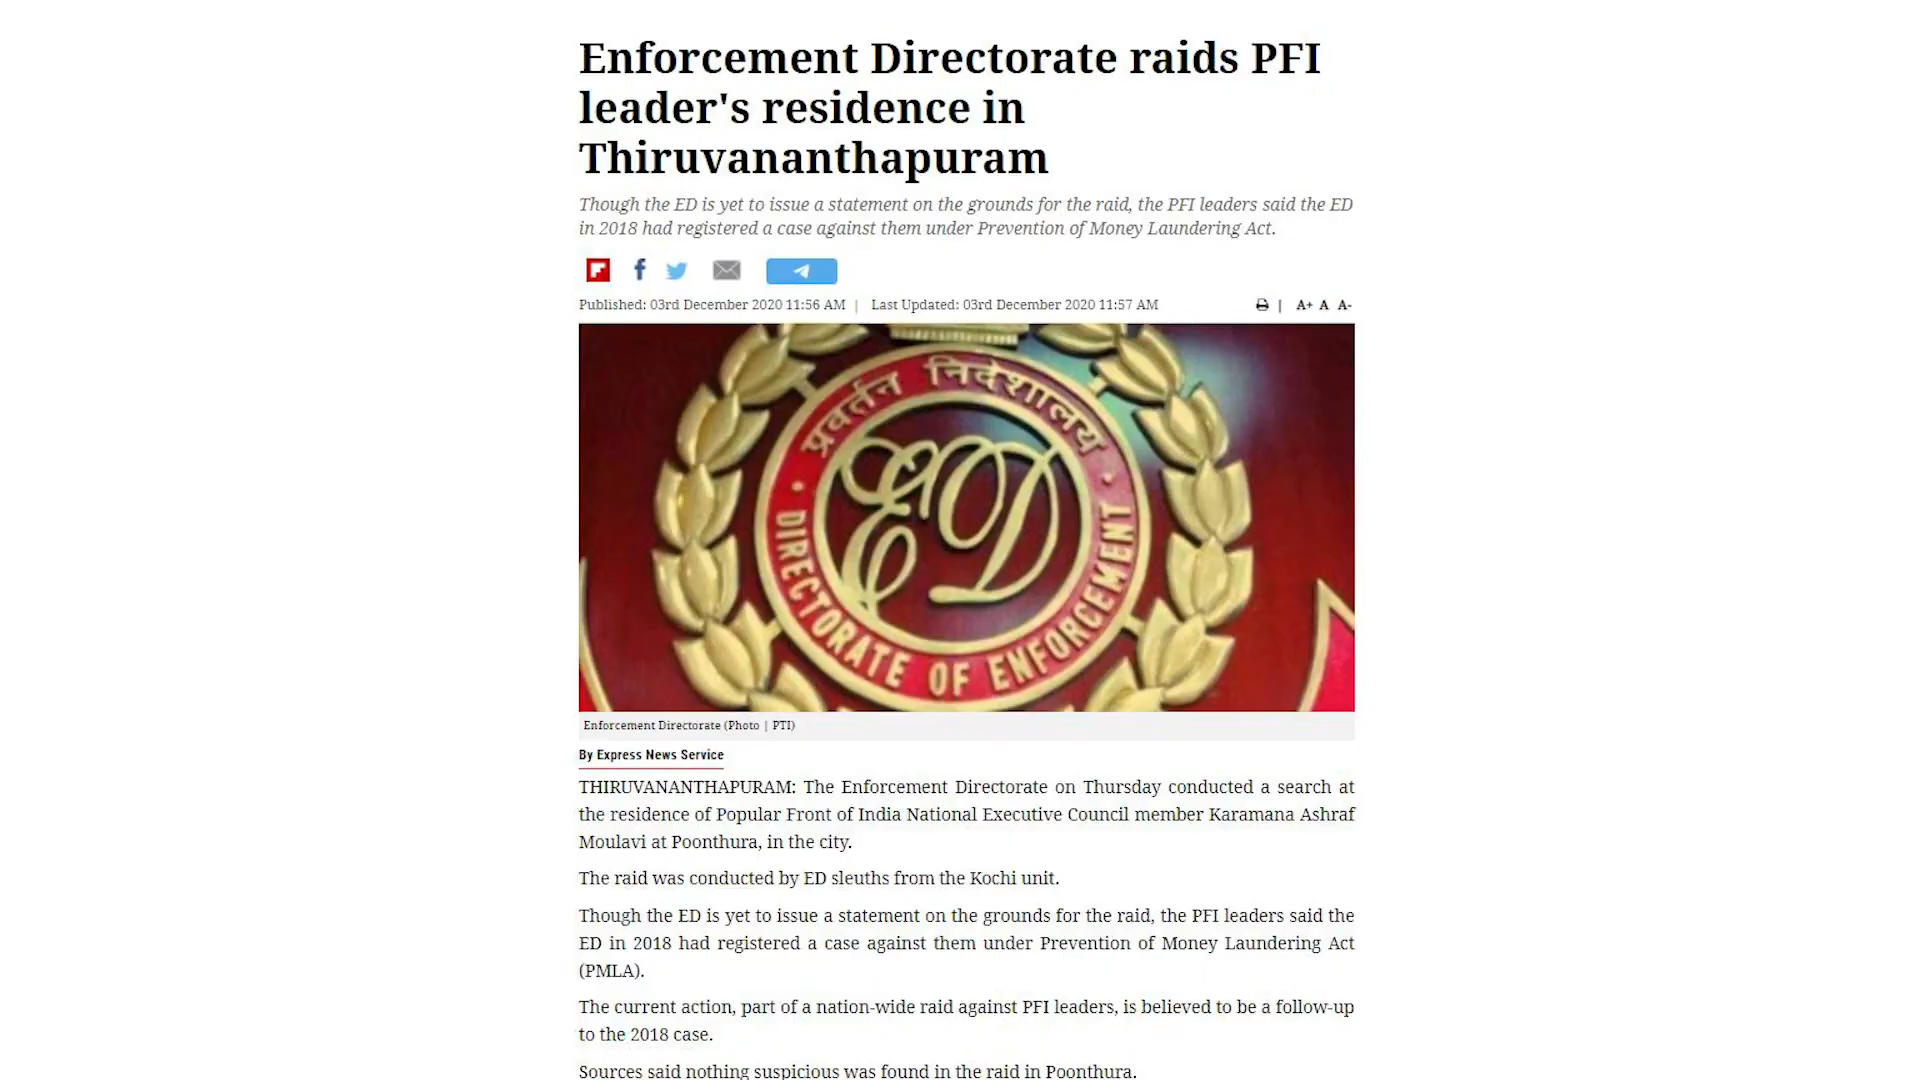 Enforcement Directorate raids PFI
leader's residence in
Thiruvananthapuram
Though the ED is yet to issue a statement on the grounds for the raid, the PFI leaders said the ED
in 2018 had registered a case against them under Prevention of Money Laundering Act.
Published: 03rd December 2020 11:56 AM | Last Updated: 03rd December 2020 11:57 AM | A+ A A-
प्रवर्तन निदेशालय
ED
DIRECTORATE OF ENFORCEMENT
Enforcement Directorate (Photo | PTI)
By Express News Service
THIRUVANANTHAPURAM: The Enforcement Directorate on Thursday conducted a search at
the residence of Popular Front of India National Executive Council member Karamana Ashraf
Moulavi at Poonthura, in the city.
The raid was conducted by ED sleuths from the Kochi unit.
Though the ED is yet to issue a statement on the grounds for the raid, the PFI leaders said the
ED in 2018 had registered a case against them under Prevention of Money Laundering Act
(PMLA).
The current action, part of a nation-wide raid against PFI leaders, is believed to be a follow-up
to the 2018 case.
Sources said nothing suspicious was found in the raid in Poonthura.